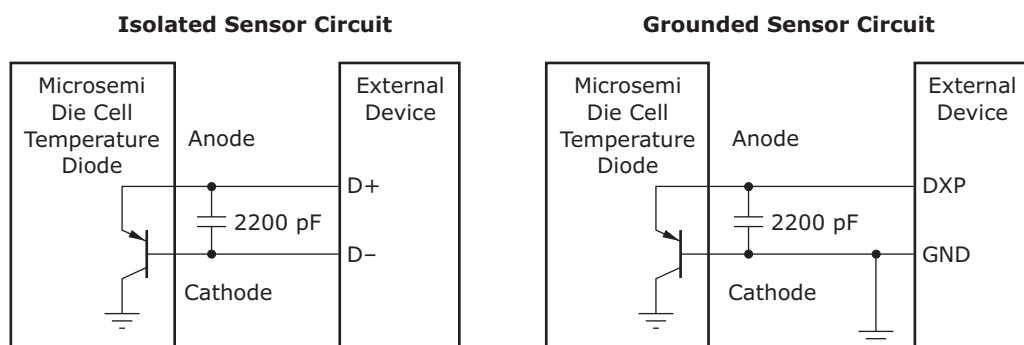 Isolated Sensor Circuit
Microsemi
Die Cell
Temperature
Diode
External
Device
Anode
D+
2200 pF
D–
Cathode
Grounded Sensor Circuit
Microsemi
Die Cell
Temperature
Diode
External
Device
Anode
DXP
2200 pF
GND
Cathode